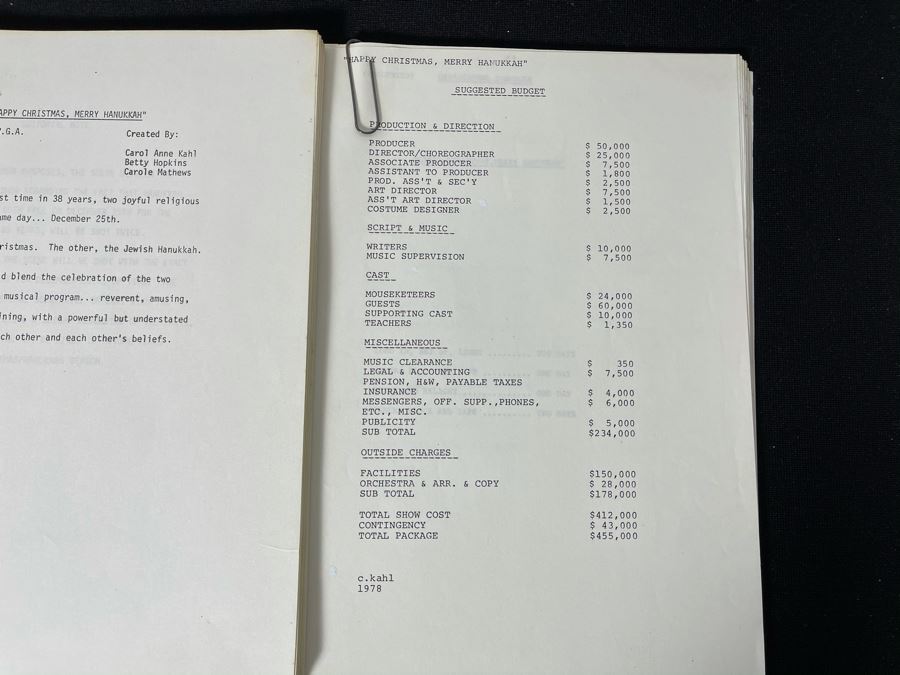 APPY CHRISTMAS, MERRY HANUKKAH"
.G.A.
Created By:
Carol Anne Kahl
Betty Hopkins
Carole Mathews
st time in 38 years, two joyful religious
ame day... December 25th.
ristmas. The other, the Jewish Hanukkah.
d blend the celebration of the two
musical program... reverent, amusing,
ining, with a powerful but understated
ch other and each other's beliefs.
"HAPPY CHRISTMAS, MERRY HANUKKAH"
SUGGESTED BUDGET
PRODUCTION & DIRECTION
PRODUCER $ 50,000
DIRECTOR/CHOREOGRAPHER $ 25,000
ASSOCIATE PRODUCER $ 7,500
ASSISTANT TO PRODUCER $ 1,800
PROD. ASS'T & SEC'Y $ 2,500
ART DIRECTOR $ 7,500
ASS'T ART DIRECTOR $ 1,500
COSTUME DESIGNER $ 2,500
SCRIPT & MUSIC
WRITERS $ 10,000
MUSIC SUPERVISION $ 7,500
CAST
MOUSEKETEERS $ 24,000
GUESTS $ 60,000
SUPPORTING CAST $ 10,000
TEACHERS $ 1,350
MISCELLANEOUS
MUSIC CLEARANCE $ 350
LEGAL & ACCOUNTING $ 7,500
PENSION, H&W, PAYABLE TAXES
INSURANCE $ 4,000
MESSENGERS, OFF. SUPP.,PHONES, $ 6,000
ETC., MISC.
PUBLICITY $ 5,000
SUB TOTAL $234,000
OUTSIDE CHARGES
FACILITIES $150,000
ORCHESTRA & ARR. & COPY $ 28,000
SUB TOTAL $178,000
TOTAL SHOW COST $412,000
CONTINGENCY $ 43,000
TOTAL PACKAGE $455,000
c.kahl
1978